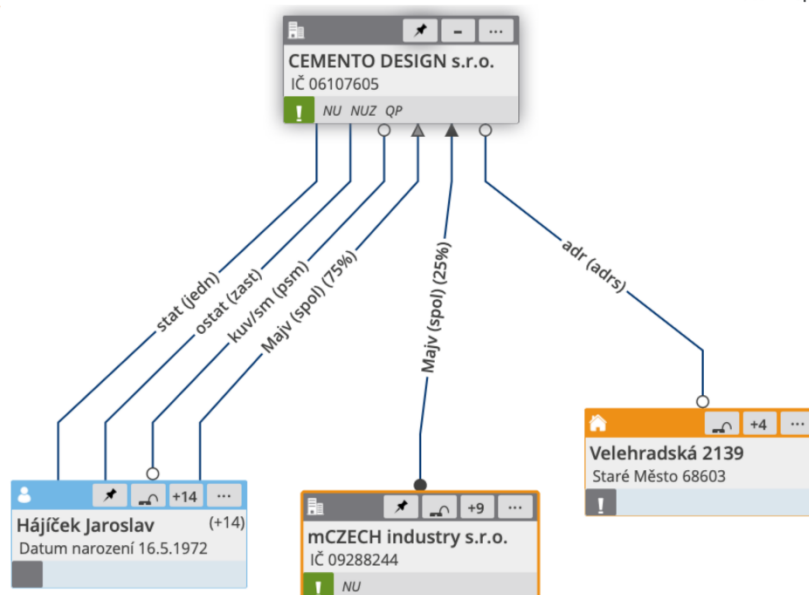 CEMENTO DESIGN s.r.o.
IČ 06107605
! NU NUZ QP
stat (jedn)
ostat (zast)
kuv/sm (psm)
Majv (spol) (75%)
Majv (spol) (25%)
adr (adrs)
+4
Velehradská 2139
Staré Město 68603
!
+14
Hájíček Jaroslav (+14)
Datum narození 16.5.1972
+9
mCZECH industry s.r.o.
IČ 09288244
! NU